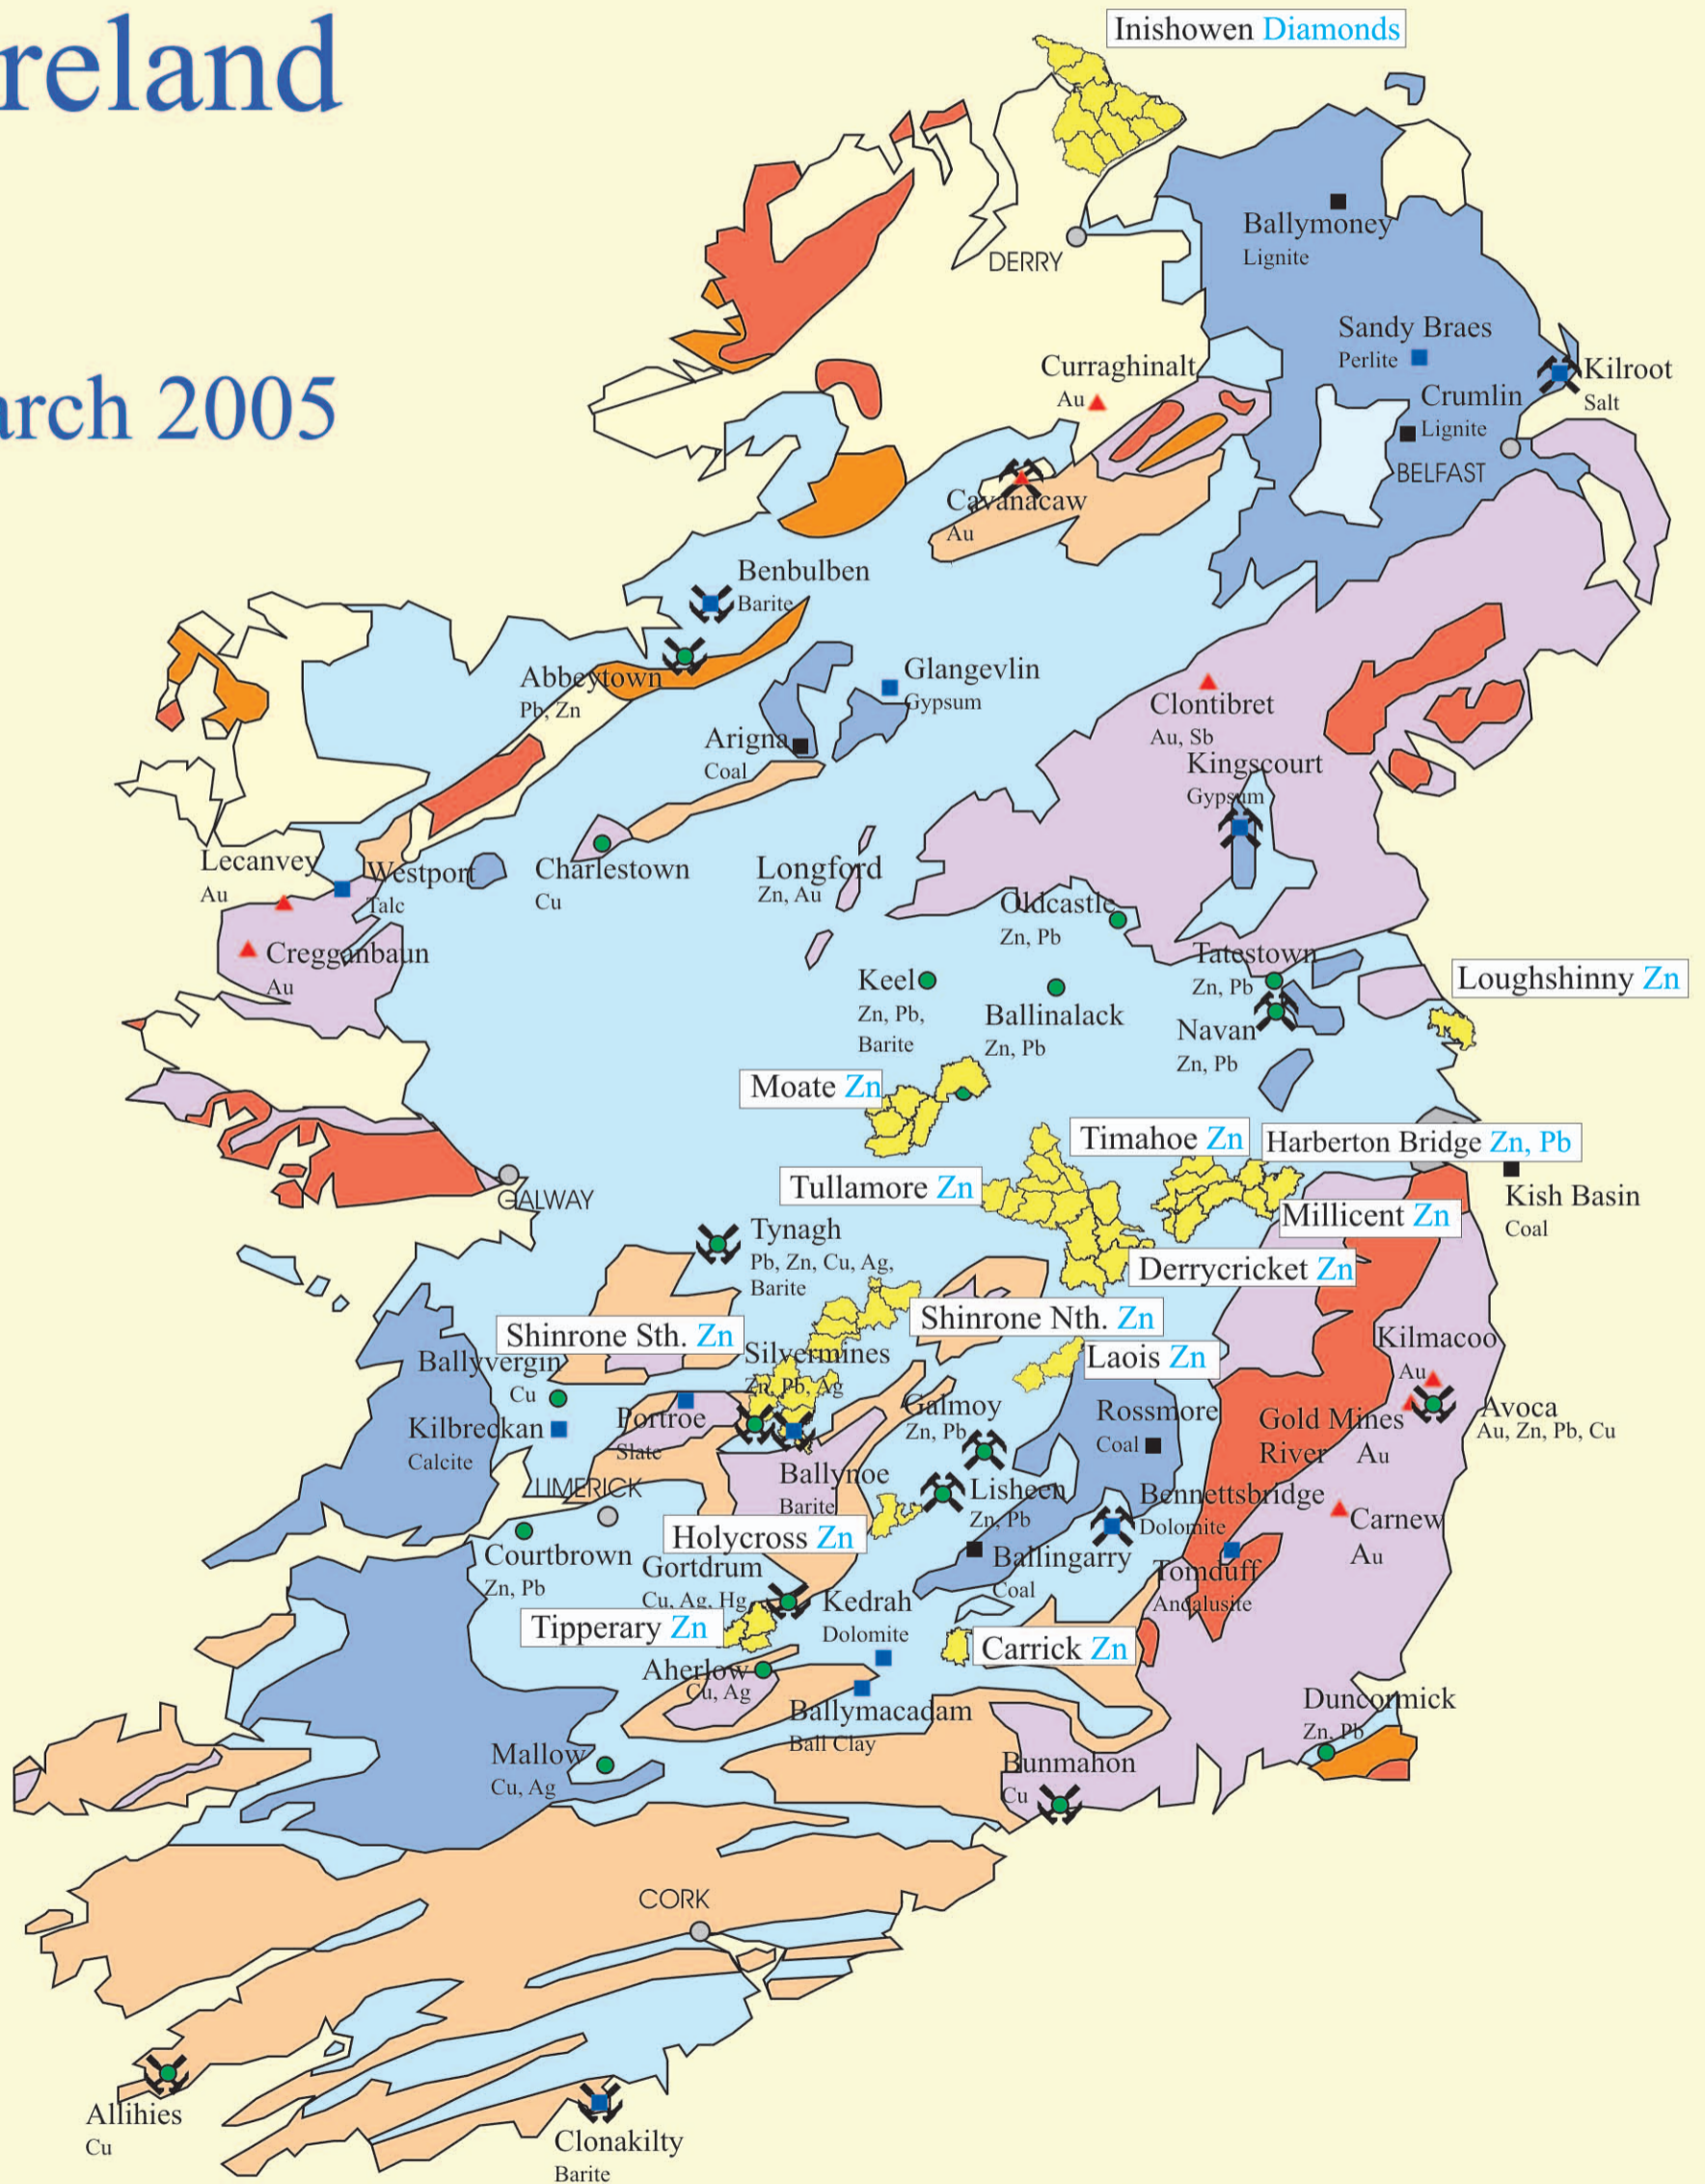 reland
arch 2005
Inishowen Diamonds
Ballymoney
Lignite
DERRY
Sandy Braes
Perlite
Kilroot
Salt
Curraghinalt
Au
Crumlin
Lignite
BELFAST
Cavanacaw
Au
Benbulben
Barite
Abbeytown
Pb, Zn
Glangevlin
Gypsum
Clontibret
Au, Sb
Arigna
Coal
Kingscourt
Gypsum
Lecanvey
Au
Westport
Talc
Charlestown
Cu
Longford
Zn, Au
Oldcastle
Zn, Pb
Cregganbaun
Au
Tatestown
Zn, Pb
Loughshinny Zn
Keel
Zn, Pb,
Barite
Ballinalack
Zn, Pb
Navan
Zn, Pb
Moate Zn
Timahoe Zn
Harberton Bridge Zn, Pb
Tullamore Zn
Kish Basin
Coal
GALWAY
Millicent Zn
Tynagh
Pb, Zn, Cu, Ag,
Barite
Derrycricket Zn
Shinrone Nth. Zn
Shinrone Sth. Zn
Kilmacoo
Au
Silvermines
Zn, Pb, Ag
Laois Zn
Ballyvergin
Cu
Galmoy
Zn, Pb
Rossmore
Coal
Gold Mines
River
Au
Avoca
Au, Zn, Pb, Cu
Kilbreckan
Calcite
Portroe
Slate
LIMERICK
Ballynoe
Barite
Lisheen
Zn, Pb
Bennettsbridge
Dolomite
Carnew
Au
Holycross Zn
Courtbrown
Zn, Pb
Gortdrum
Cu, Ag, Hg
Ballingarry
Coal
Tomduff
Andalusite
Kedrah
Dolomite
Tipperary Zn
Carrick Zn
Aherlow
Cu, Ag
Ballymacadam
Ball Clay
Duncormick
Zn, Pb
Mallow
Cu, Ag
Bunmahon
Cu
CORK
Allihies
Cu
Clonakilty
Barite